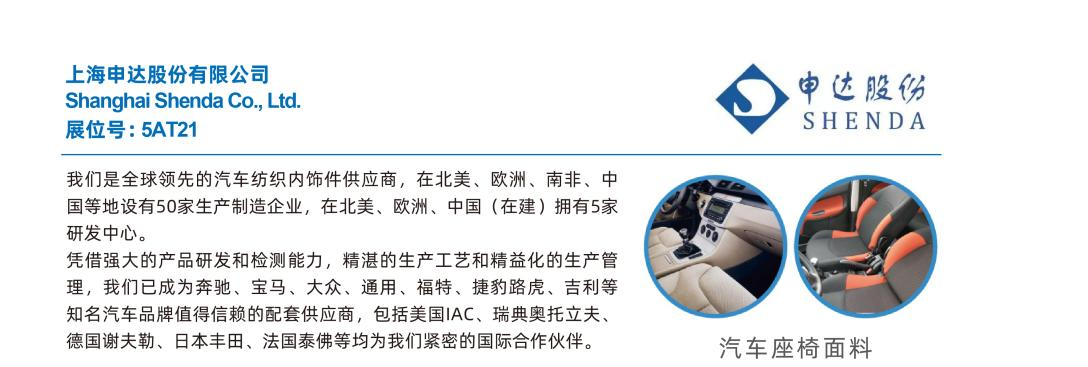 上海申达股份有限公司
Shanghai Shenda Co., Ltd.
展位号：5AT21
申达股份
SHENDA
我们是全球领先的汽车纺织内饰件供应商，在北美、欧洲、南非、中
国等地设有50家生产制造企业，在北美、欧洲、中国（在建）拥有5家
研发中心。
凭借强大的产品研发和检测能力，精湛的生产工艺和精益化的生产管
理，我们已成为奔驰、宝马、大众、通用、福特、捷豹路虎、吉利等
知名汽车品牌值得信赖的配套供应商，包括美国IAC、瑞典奥托立夫、
德国谢夫勒、日本丰田、法国泰佛等均为我们紧密的国际合作伙伴。
汽车座椅面料